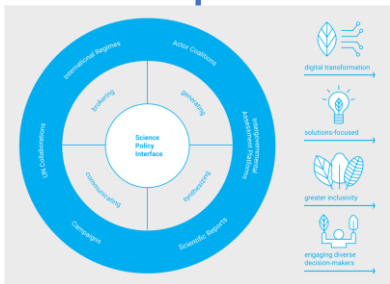 International Regimes
Actor Coalitions
brokering
generating
Intergovernmental
Assessment Platforms
UN Collaborations
Science
Policy
Interface
communicating
synthesizing
Campaigns
Scientific Reports
digital transformation
solutions-focused
greater inclusivity
engaging diverse
decision-makers